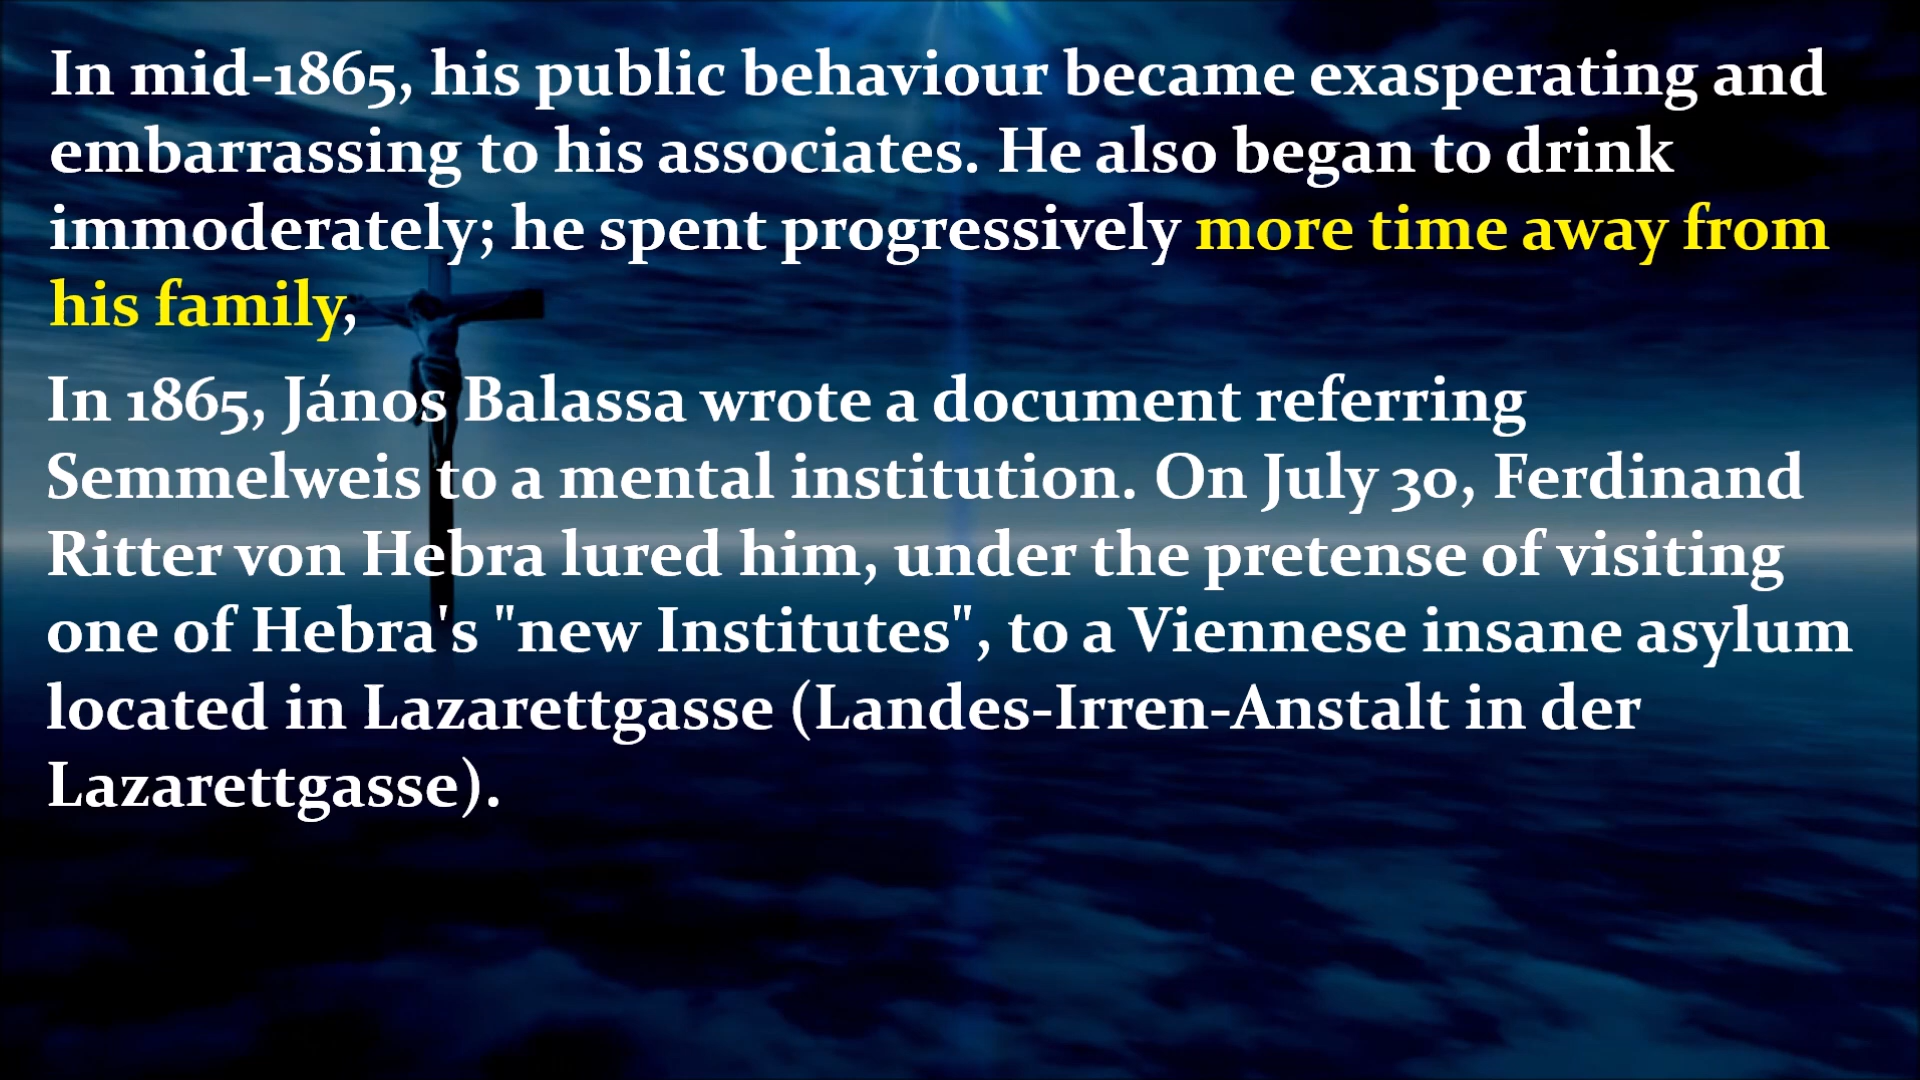 In mid-1865, his public behaviour became exasperating and
embarrassing to his associates. He also began to drink
immoderately; he spent progressively more time away from
his family,
In 1865, János Balassa wrote a document referring
Semmelweis to a mental institution. On July 30, Ferdinand
Ritter von Hebra lured him, under the pretense of visiting
one of Hebra's "new Institutes", to a Viennese insane asylum
located in Lazarettgasse (Landes-Irren-Anstalt in der
Lazarettgasse).